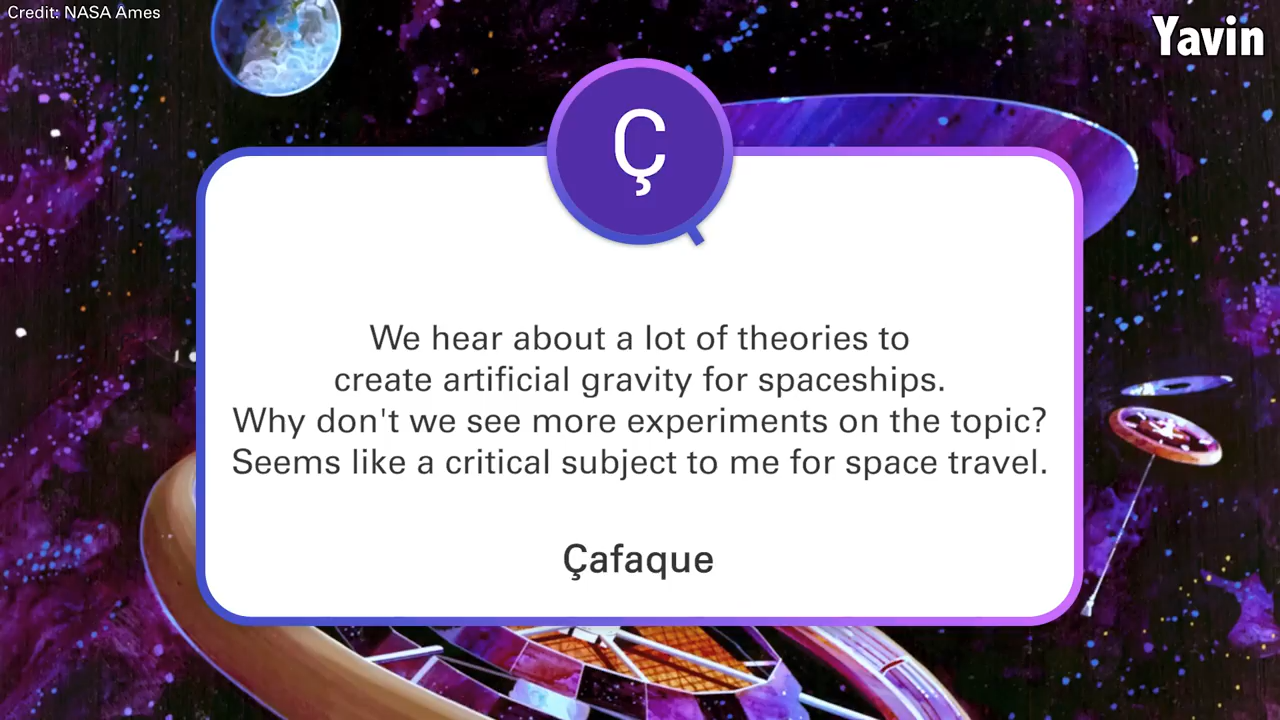 Credit: NASA Ames
Yavin
Ç
We hear about a lot of theories to
create artificial gravity for spaceships.
Why don't we see more experiments on the topic?
Seems like a critical subject to me for space travel.
Çafaque